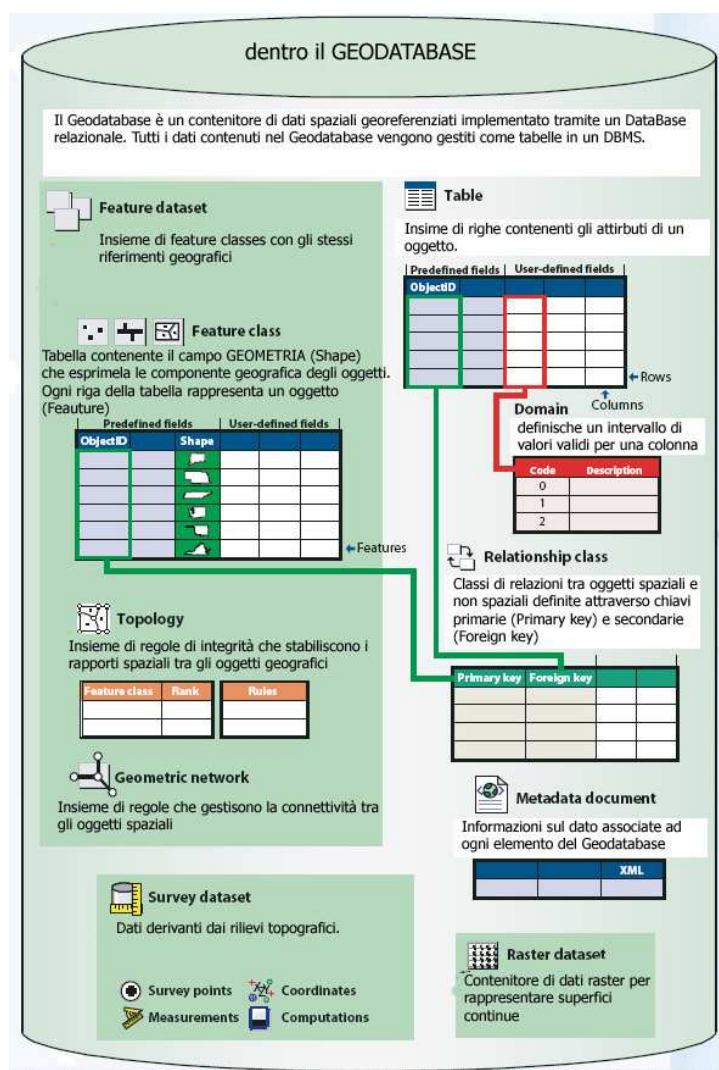 dentro il GEODATABASE
Il Geodatabase è un contenitore di dati spaziali georeferenziati implementato tramite un DataBase
relazionale. Tutti i dati contenuti nel Geodatabase vengono gestiti come tabelle in un DBMS.
Feature dataset
Insieme di feature classes con gli stessi
riferimenti geografici
Feature class
Tabella contenente il campo GEOMETRIA (Shape)
che esprimela le componente geografica degli oggetti.
Ogni riga della tabella rappresenta un oggetto
(Feauture)
Predefined fields User-defined fields
ObjectID Shape
Features
Topology
Insieme di regole di integrità che stabiliscono i
rapporti spaziali tra gli oggetti geografici
Feature class Rank Rules
Geometric network
Insieme di regole che gestisono la connettività tra
gli oggetti spaziali
Table
Insime di righe contenenti gli attirbuti di un
oggetto.
Predefined fields User-defined fields
ObjectID
Rows
Columns
Domain
definische un intervallo di
valori validi per una colonna
Code Description
0
1
2
Relationship class
Classi di relazioni tra oggetti spaziali e
non spaziali definite attraverso chiavi
primarie (Primary key) e secondarie
(Foreign key)
Primary key Foreign key
Metadata document
Informazioni sul dato associate ad
ogni elemento del Geodatabase
XML
Survey dataset
Dati derivanti dai rilievi topografici.
Survey points Coordinates
Measurements Computations
Raster dataset
Contenitore di dati raster per
rappresentare superfici
continue